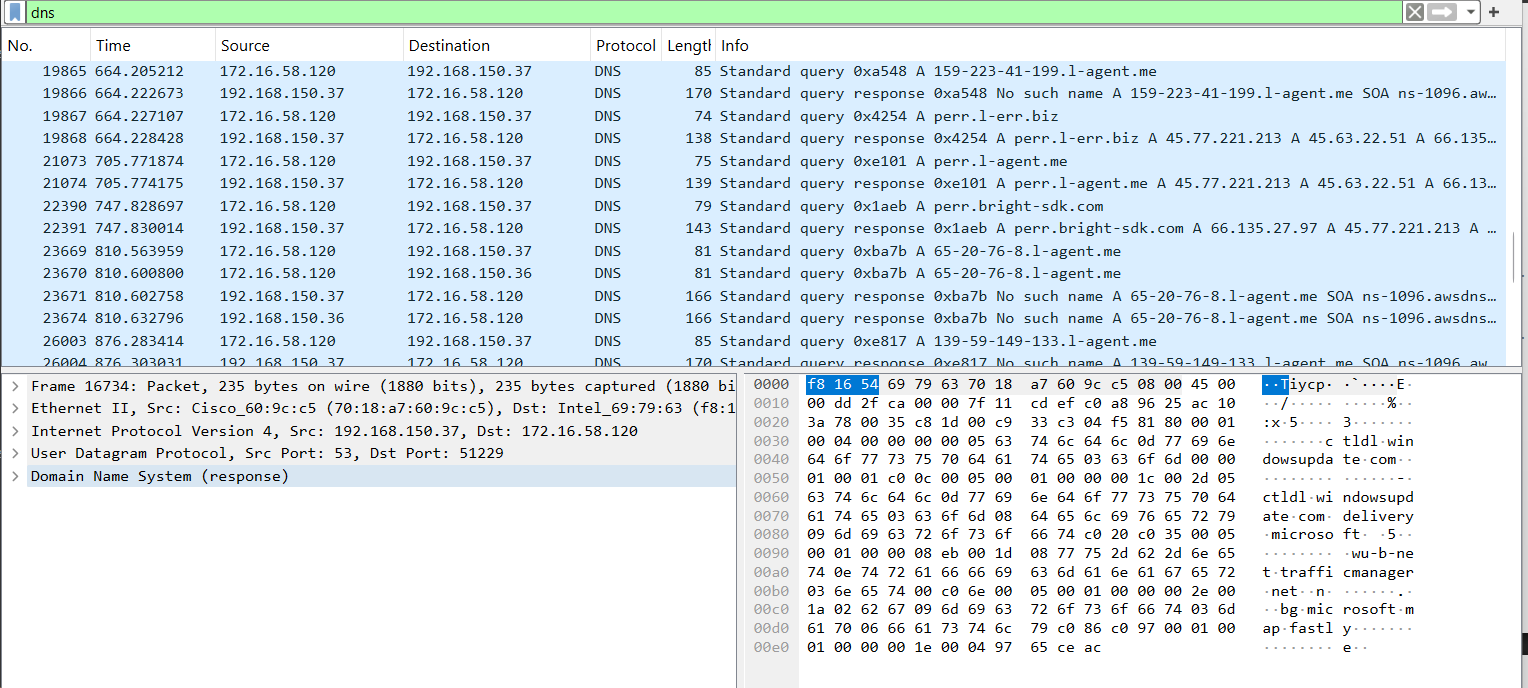 dns
No. Time Source Destination Protocol Length Info
19865 664.205212 172.16.58.120 192.168.150.37 DNS 85 Standard query 0xa548 A 159-223-41-199.l-agent.me
19866 664.222673 192.168.150.37 172.16.58.120 DNS 170 Standard query response 0xa548 No such name A 159-223-41-199.l-agent.me SOA ns-1096.aw…
19867 664.227107 172.16.58.120 192.168.150.37 DNS 74 Standard query 0x4254 A perr.l-err.biz
19868 664.228428 192.168.150.37 172.16.58.120 DNS 138 Standard query response 0x4254 A perr.l-err.biz A 45.77.221.213 A 45.63.22.51 A 66.135…
21073 705.771874 172.16.58.120 192.168.150.37 DNS 75 Standard query 0xe101 A perr.l-agent.me
21074 705.774175 192.168.150.37 172.16.58.120 DNS 139 Standard query response 0xe101 A perr.l-agent.me A 45.77.221.213 A 45.63.22.51 A 66.13…
22390 747.828697 172.16.58.120 192.168.150.37 DNS 79 Standard query 0x1aeb A perr.bright-sdk.com
22391 747.830014 192.168.150.37 172.16.58.120 DNS 143 Standard query response 0x1aeb A perr.bright-sdk.com A 66.135.27.97 A 45.77.221.213 A …
23669 810.563959 172.16.58.120 192.168.150.37 DNS 81 Standard query 0xba7b A 65-20-76-8.l-agent.me
23670 810.600800 172.16.58.120 192.168.150.36 DNS 81 Standard query 0xba7b A 65-20-76-8.l-agent.me
23671 810.602758 192.168.150.37 172.16.58.120 DNS 166 Standard query response 0xba7b No such name A 65-20-76-8.l-agent.me SOA ns-1096.awsdns…
23674 810.632796 192.168.150.36 172.16.58.120 DNS 166 Standard query response 0xba7b No such name A 65-20-76-8.l-agent.me SOA ns-1096.awsdns…
26003 876.283414 172.16.58.120 192.168.150.37 DNS 85 Standard query 0xe817 A 139-59-149-133.l-agent.me
26004 876.303031 192.168.150.37 172.16.58.120 DNS 170 Standard query response 0xe817 No such name A 139-59-149-133.l-agent.me SOA ns-1096.aw…
Frame 16734: Packet, 235 bytes on wire (1880 bits), 235 bytes captured (1880 bi
Ethernet II, Src: Cisco_60:9c:c5 (70:18:a7:60:9c:c5), Dst: Intel_69:79:63 (f8:1
Internet Protocol Version 4, Src: 192.168.150.37, Dst: 172.16.58.120
User Datagram Protocol, Src Port: 53, Dst Port: 51229
Domain Name System (response)
0000 f8 16 54 69 79 63 70 18 a7 60 9c c5 08 00 45 00 ··Tiycp· ·`····E·
0010 00 dd 2f ca 00 00 7f 11 cd ef c0 a8 96 25 ac 10 ··/····· ·····%··
0020 3a 78 00 35 c8 1d 00 c9 33 c3 04 f5 81 80 00 01 :x·5···· 3·······
0030 00 04 00 00 00 00 05 63 74 6c 64 6c 0d 77 69 6e ·······c tldl·win
0040 64 6f 77 73 75 70 64 61 74 65 03 63 6f 6d 00 00 dowsupda te·com··
0050 01 00 01 c0 0c 00 05 00 01 00 00 00 1c 00 2d 05 ········ ······-·
0060 63 74 6c 64 6c 0d 77 69 6e 64 6f 77 73 75 70 64 ctldl·wi ndowsupd
0070 61 74 65 03 63 6f 6d 08 64 65 6c 69 76 65 72 79 ate·com· delivery
0080 09 6d 69 63 72 6f 73 6f 66 74 c0 20 c0 35 00 05 ·microso ft· ·5··
0090 00 01 00 00 08 eb 00 1d 08 77 75 2d 62 2d 6e 65 ········ ·wu-b-ne
00a0 74 0e 74 72 61 66 66 69 63 6d 61 6e 61 67 65 72 t·traffi cmanager
00b0 03 6e 65 74 00 c0 6e 00 05 00 01 00 00 00 2e 00 ·net··n· ······.·
00c0 1a 02 62 67 09 6d 69 63 72 6f 73 6f 66 74 03 6d ··bg·mic rosoft·m
00d0 61 70 06 66 61 73 74 6c 79 c0 86 c0 97 00 01 00 ap·fastl y·······
00e0 01 00 00 00 1e 00 04 97 65 ce ac ········ e··